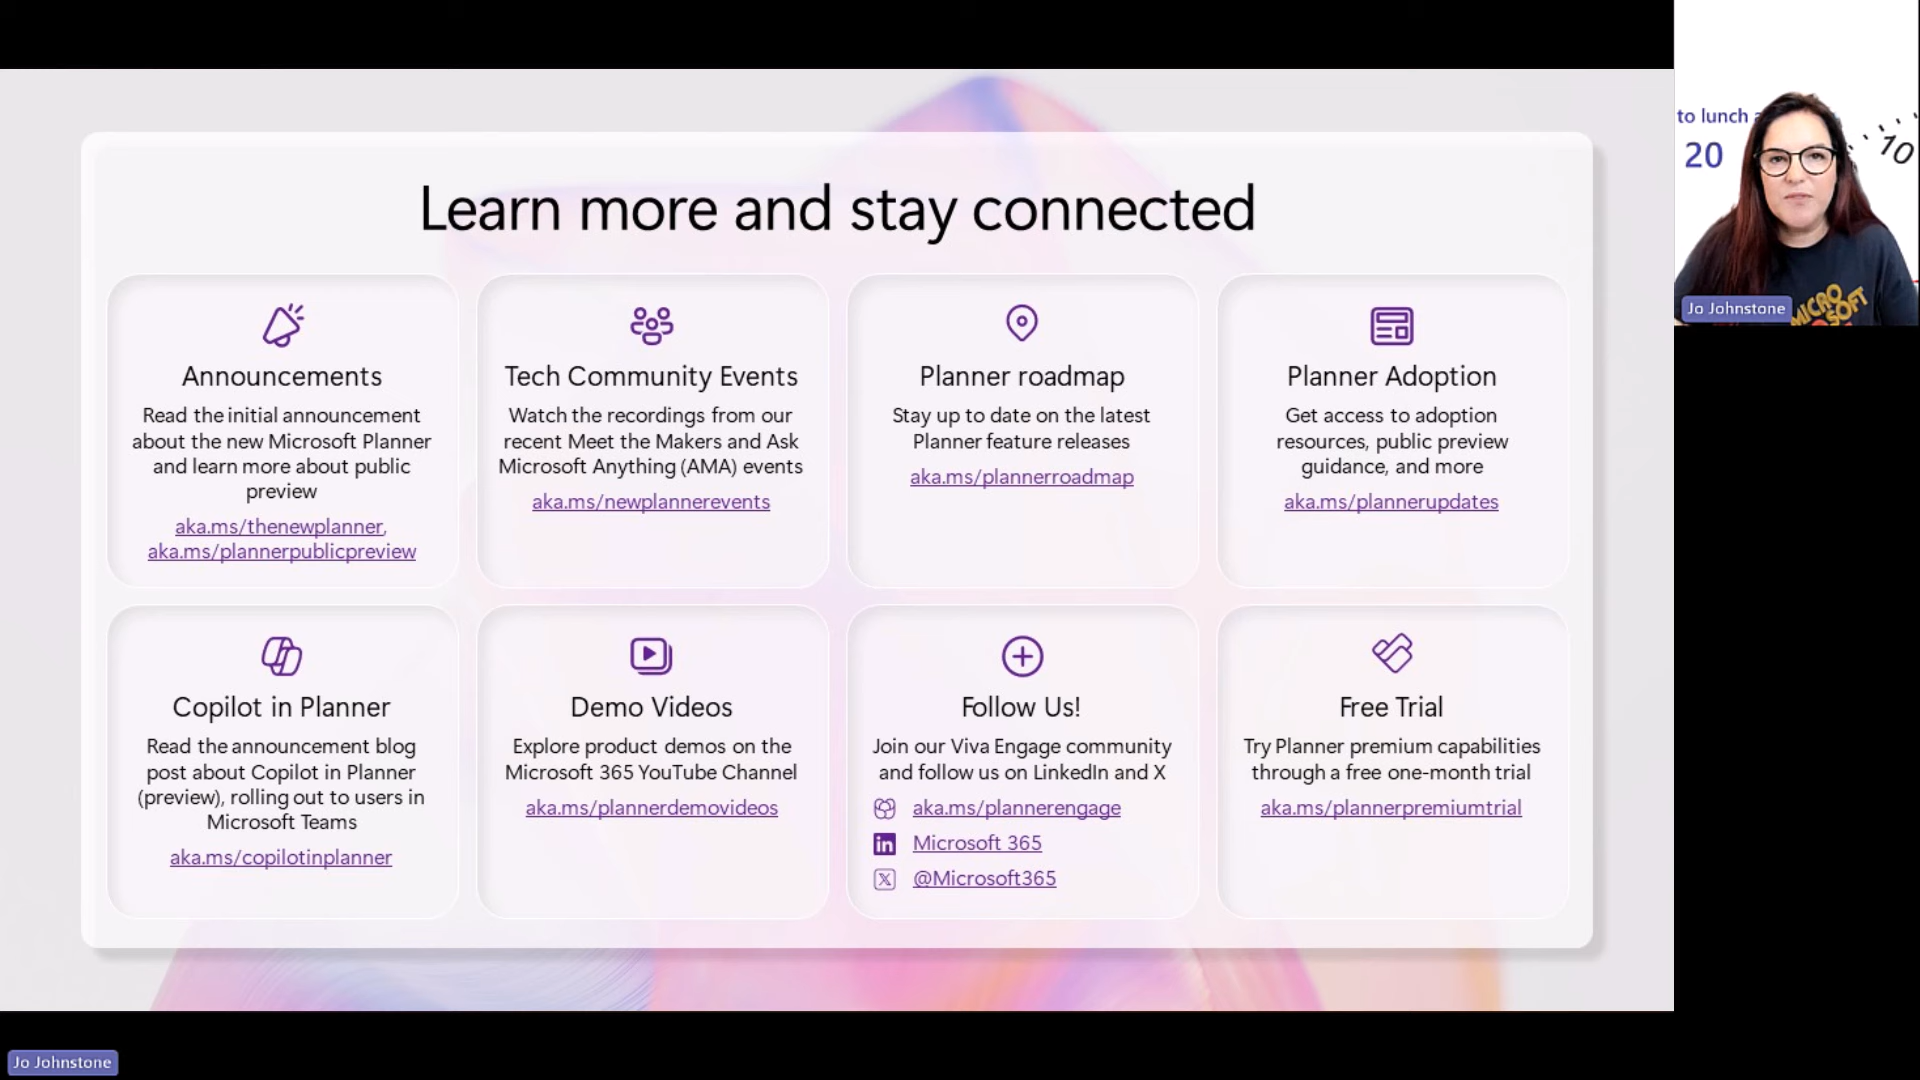 Learn more and stay connected
Announcements
Read the initial announcement
about the new Microsoft Planner
and learn more about public
preview
aka.ms/thenewplanner,
aka.ms/plannerpublicpreview
Tech Community Events
Watch the recordings from our
recent Meet the Makers and Ask
Microsoft Anything (AMA) events
aka.ms/newplannerevents
Planner roadmap
Stay up to date on the latest
Planner feature releases
aka.ms/plannerroadmap
Planner Adoption
Get access to adoption
resources, public preview
guidance, and more
aka.ms/plannerupdates
Copilot in Planner
Read the announcement blog
post about Copilot in Planner
(preview), rolling out to users in
Microsoft Teams
aka.ms/copilotinplanner
Demo Videos
Explore product demos on the
Microsoft 365 YouTube Channel
aka.ms/plannerdemovideos
Follow Us!
Join our Viva Engage community
and follow us on LinkedIn and X
aka.ms/plannerengage
in Microsoft 365
X @Microsoft365
Free Trial
Try Planner premium capabilities
through a free one-month trial
aka.ms/plannerpremiumtrial
to lunch
20
10
MICRO
SOFT
Jo Johnstone
Jo Johnstone